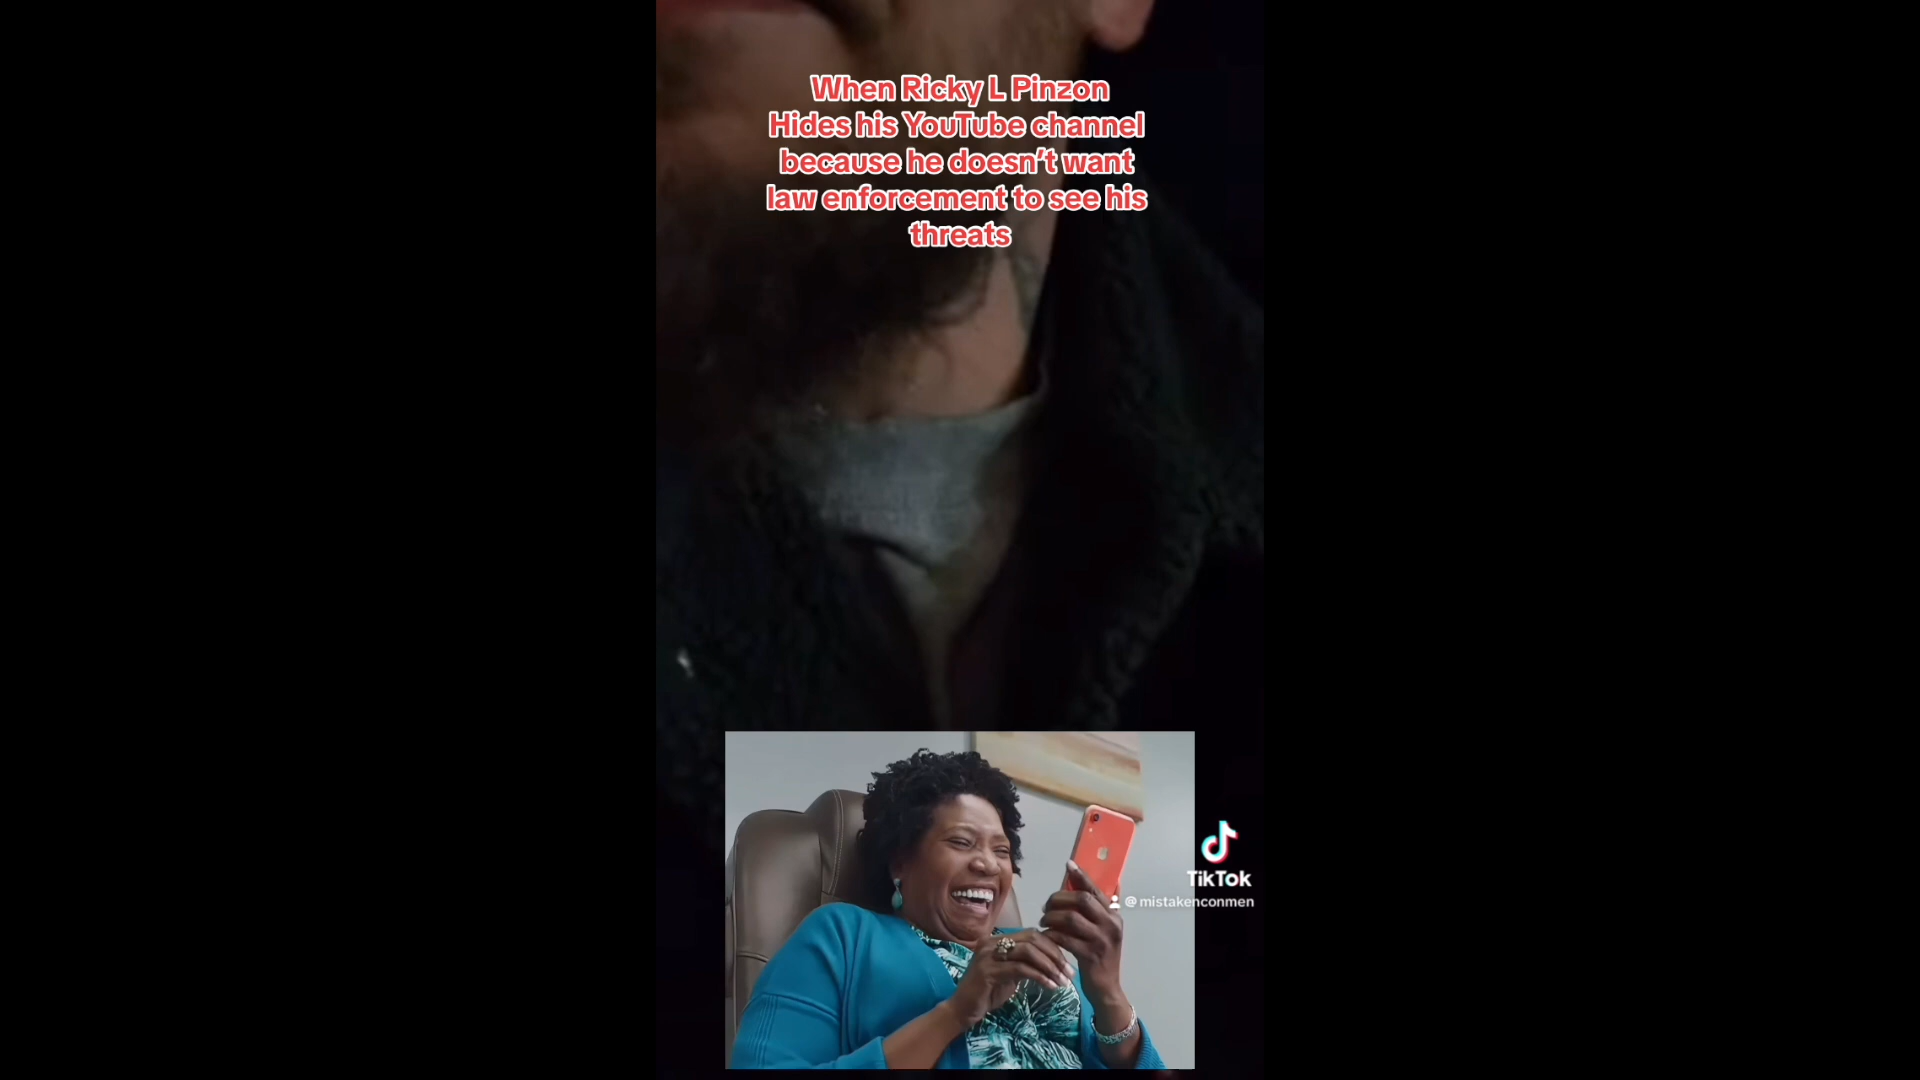 When Ricky L Pinzon
Hides his YouTube channel
because he doesn't want
law enforcement to see his
threats
TikTok
@mistakenconmen